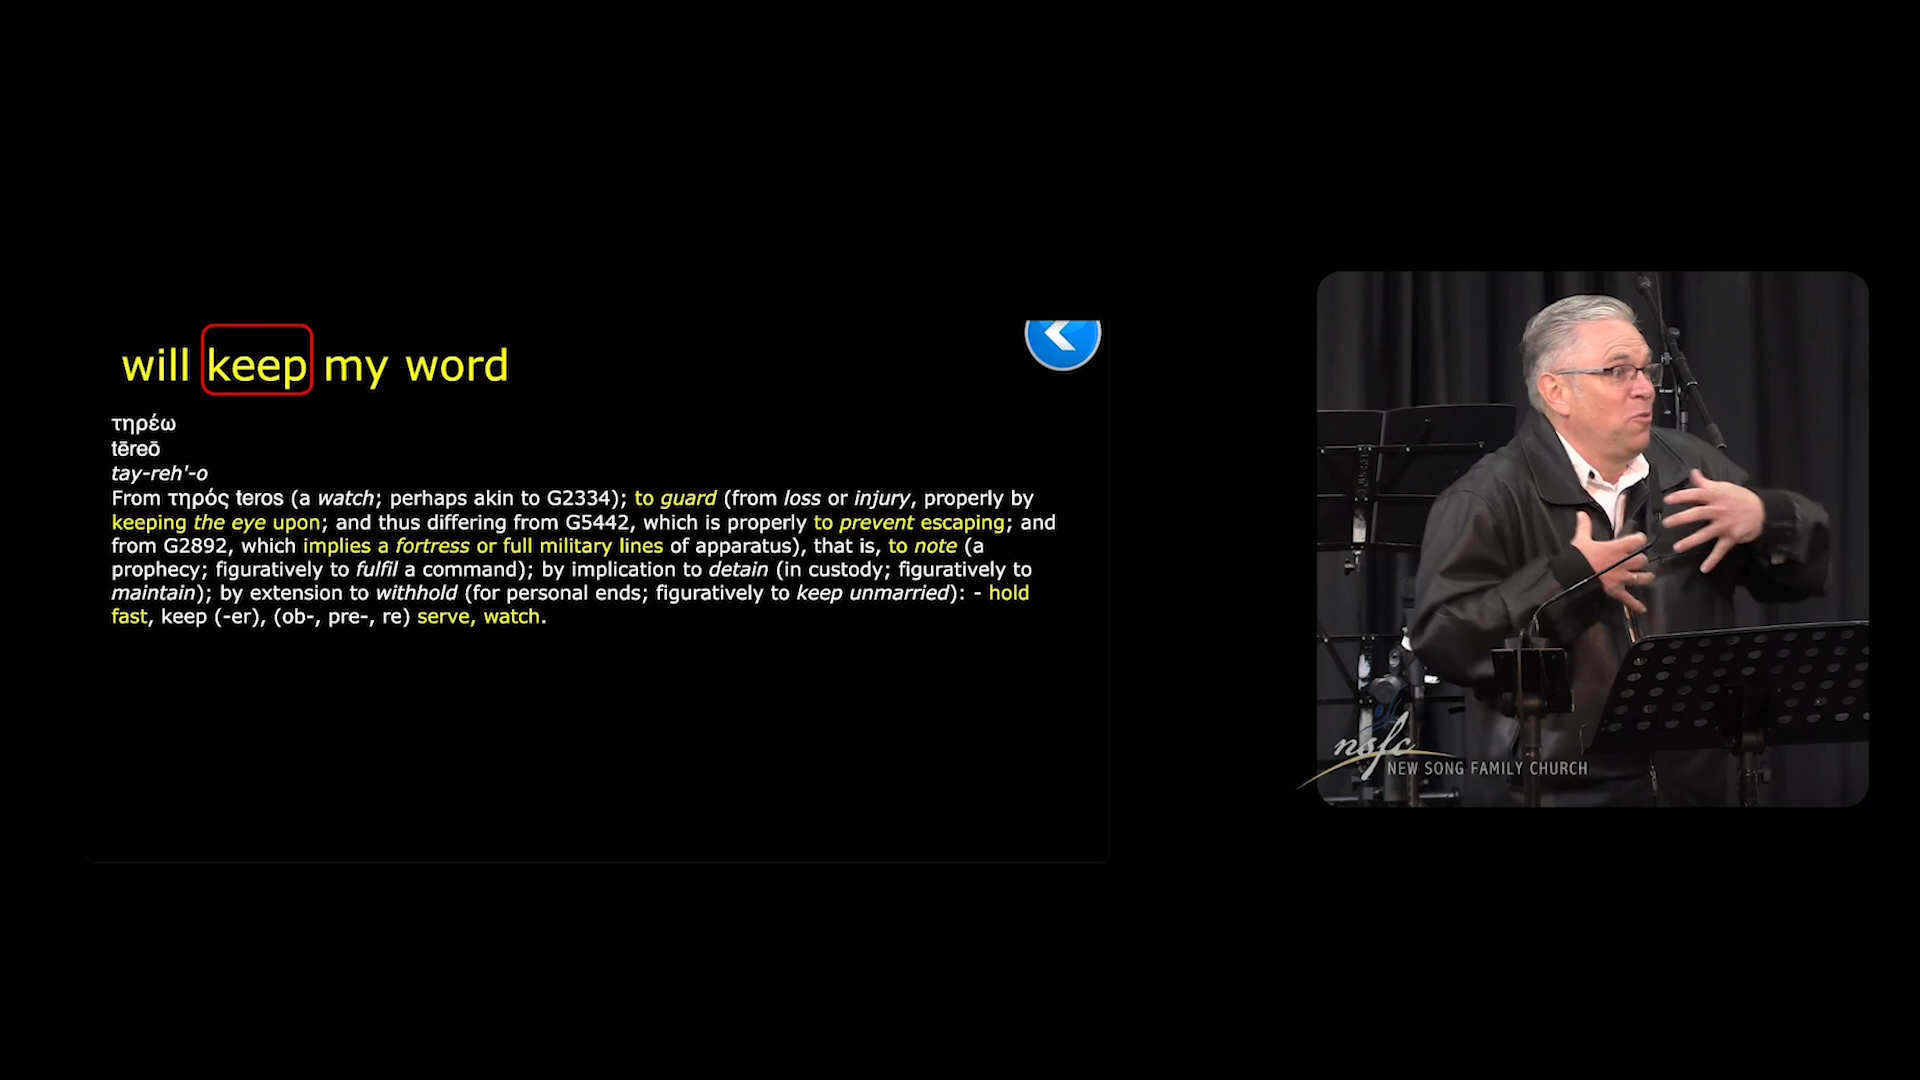 will keep my word
τηρέω
tēreō
tay-reh'-o
From τηρός teros (a watch; perhaps akin to G2334); to guard (from loss or injury, properly by
keeping the eye upon; and thus differing from G5442, which is properly to prevent escaping; and
from G2892, which implies a fortress or full military lines of apparatus), that is, to note (a
prophecy; figuratively to fulfil a command); by implication to detain (in custody; figuratively to
maintain); by extension to withhold (for personal ends; figuratively to keep unmarried): - hold
fast, keep (-er), (ob-, pre-, re) serve, watch.
nsfc
NEW SONG FAMILY CHURCH